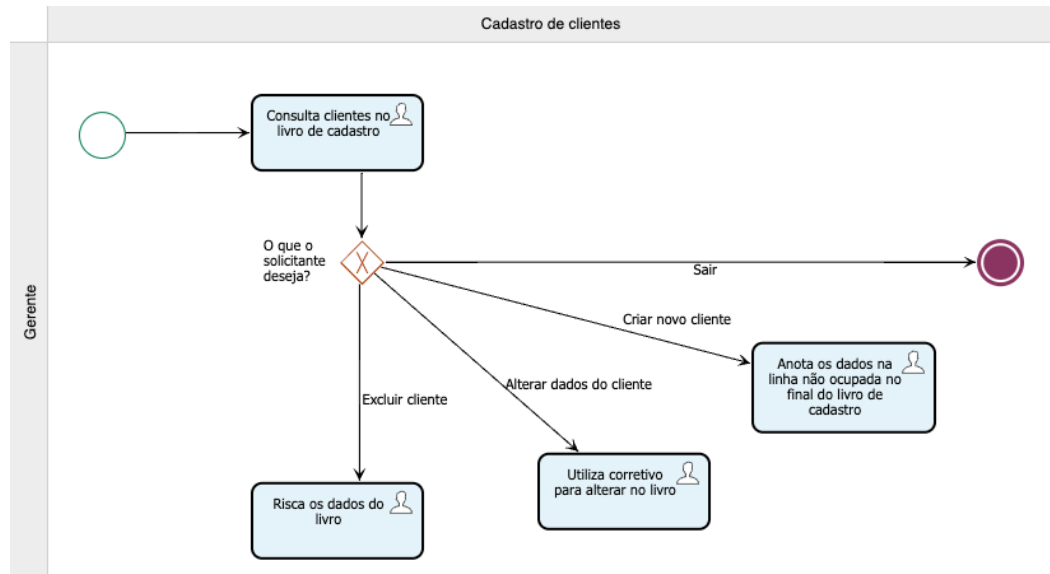 Cadastro de clientes
Gerente
Consulta clientes no
livro de cadastro
O que o
solicitante
deseja?
Sair
Criar novo cliente
Anota os dados na
linha não ocupada no
final do livro de
cadastro
Alterar dados do cliente
Excluir cliente
Utiliza corretivo
para alterar no livro
Risca os dados do
livro